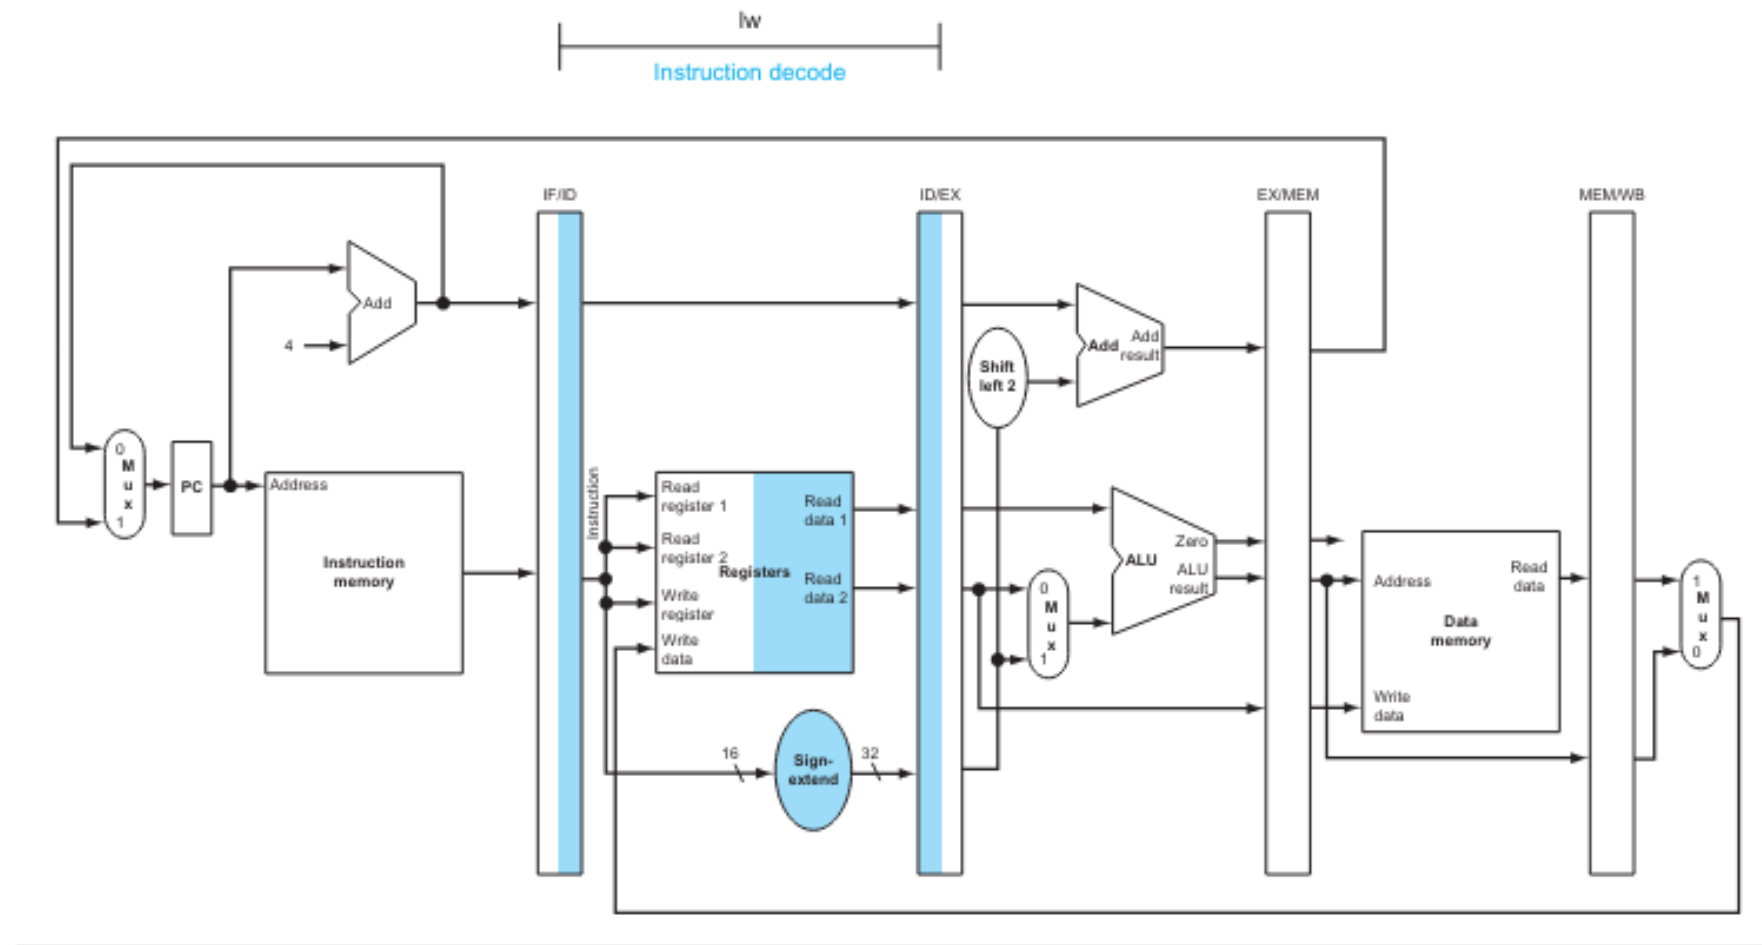 lw
Instruction decode
IF/ID
ID/EX
EX/MEM
MEM/WB
Add
4
Add
Add
result
Shift
left 2
0
M
u
x
1
PC
Address
Instruction
memory
Instruction
Read
register 1
Read
register 2
Write
register
Write
data
Registers
Read
data 1
Read
data 2
16
Sign-
extend
32
0
M
u
x
1
Zero
ALU
ALU
result
Address
Read
data
Data
memory
Write
data
1
M
u
x
0